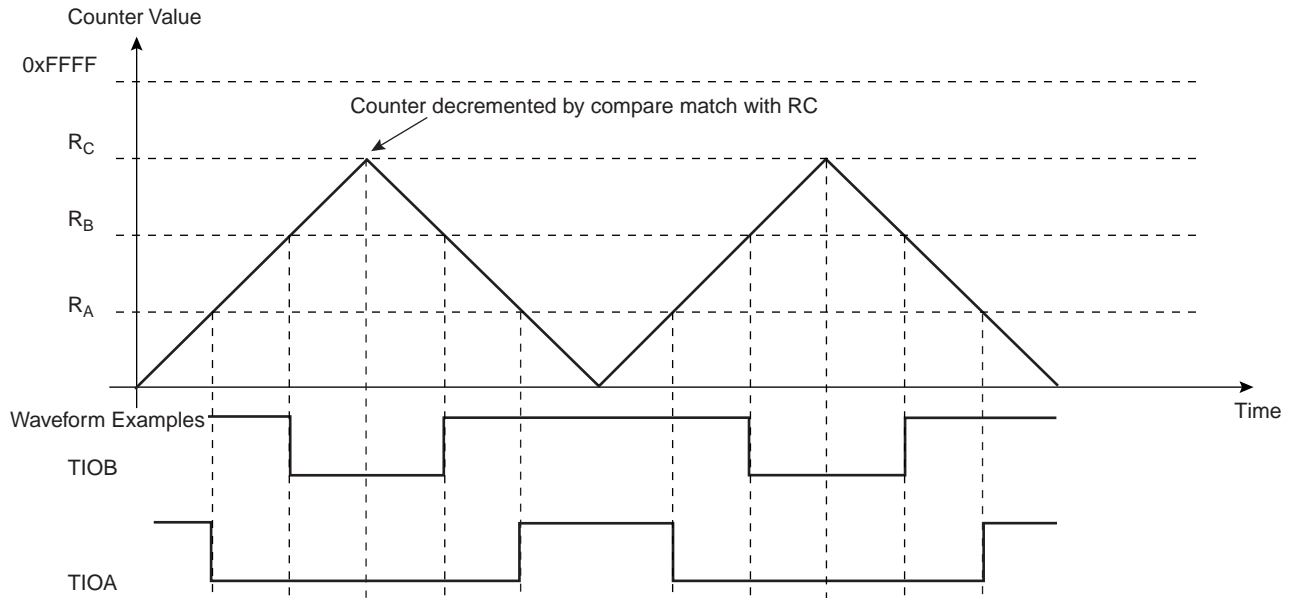 Counter Value
0xFFFF
Counter decremented by compare match with RC
RC
RB
RA
Time
Waveform Examples
TIOB
TIOA